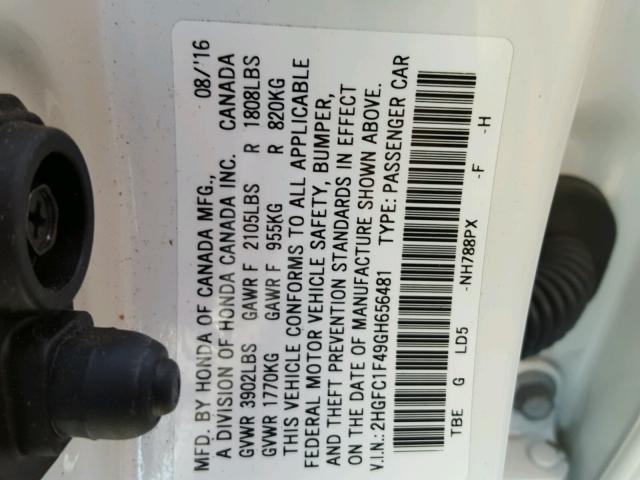 MFD. BY HONDA OF CANADA MFG., 08/'16
A DIVISION OF HONDA CANADA INC. CANADA
GVWR 3902LBS GAWR F 2105LBS R 1808LBS
GVWR 1770KG GAWR F 955KG R 820KG
THIS VEHICLE CONFORMS TO ALL APPLICABLE
FEDERAL MOTOR VEHICLE SAFETY, BUMPER,
AND THEFT PREVENTION STANDARDS IN EFFECT
ON THE DATE OF MANUFACTURE SHOWN ABOVE.
V.I.N.:2HGFC1F49GH656481 TYPE: PASSENGER CAR
TBE G LD5 -NH788PX -F -H